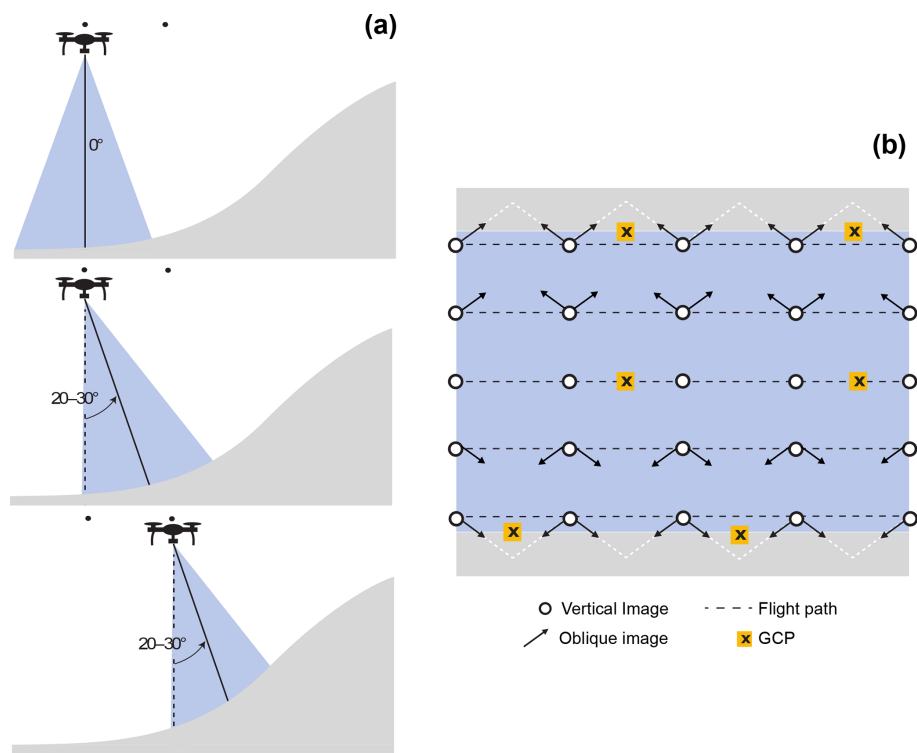 (a)
0°
20–30°
20–30°
(b)
x
x
x
x
x
x
Vertical Image
Flight path
Oblique image
x
GCP